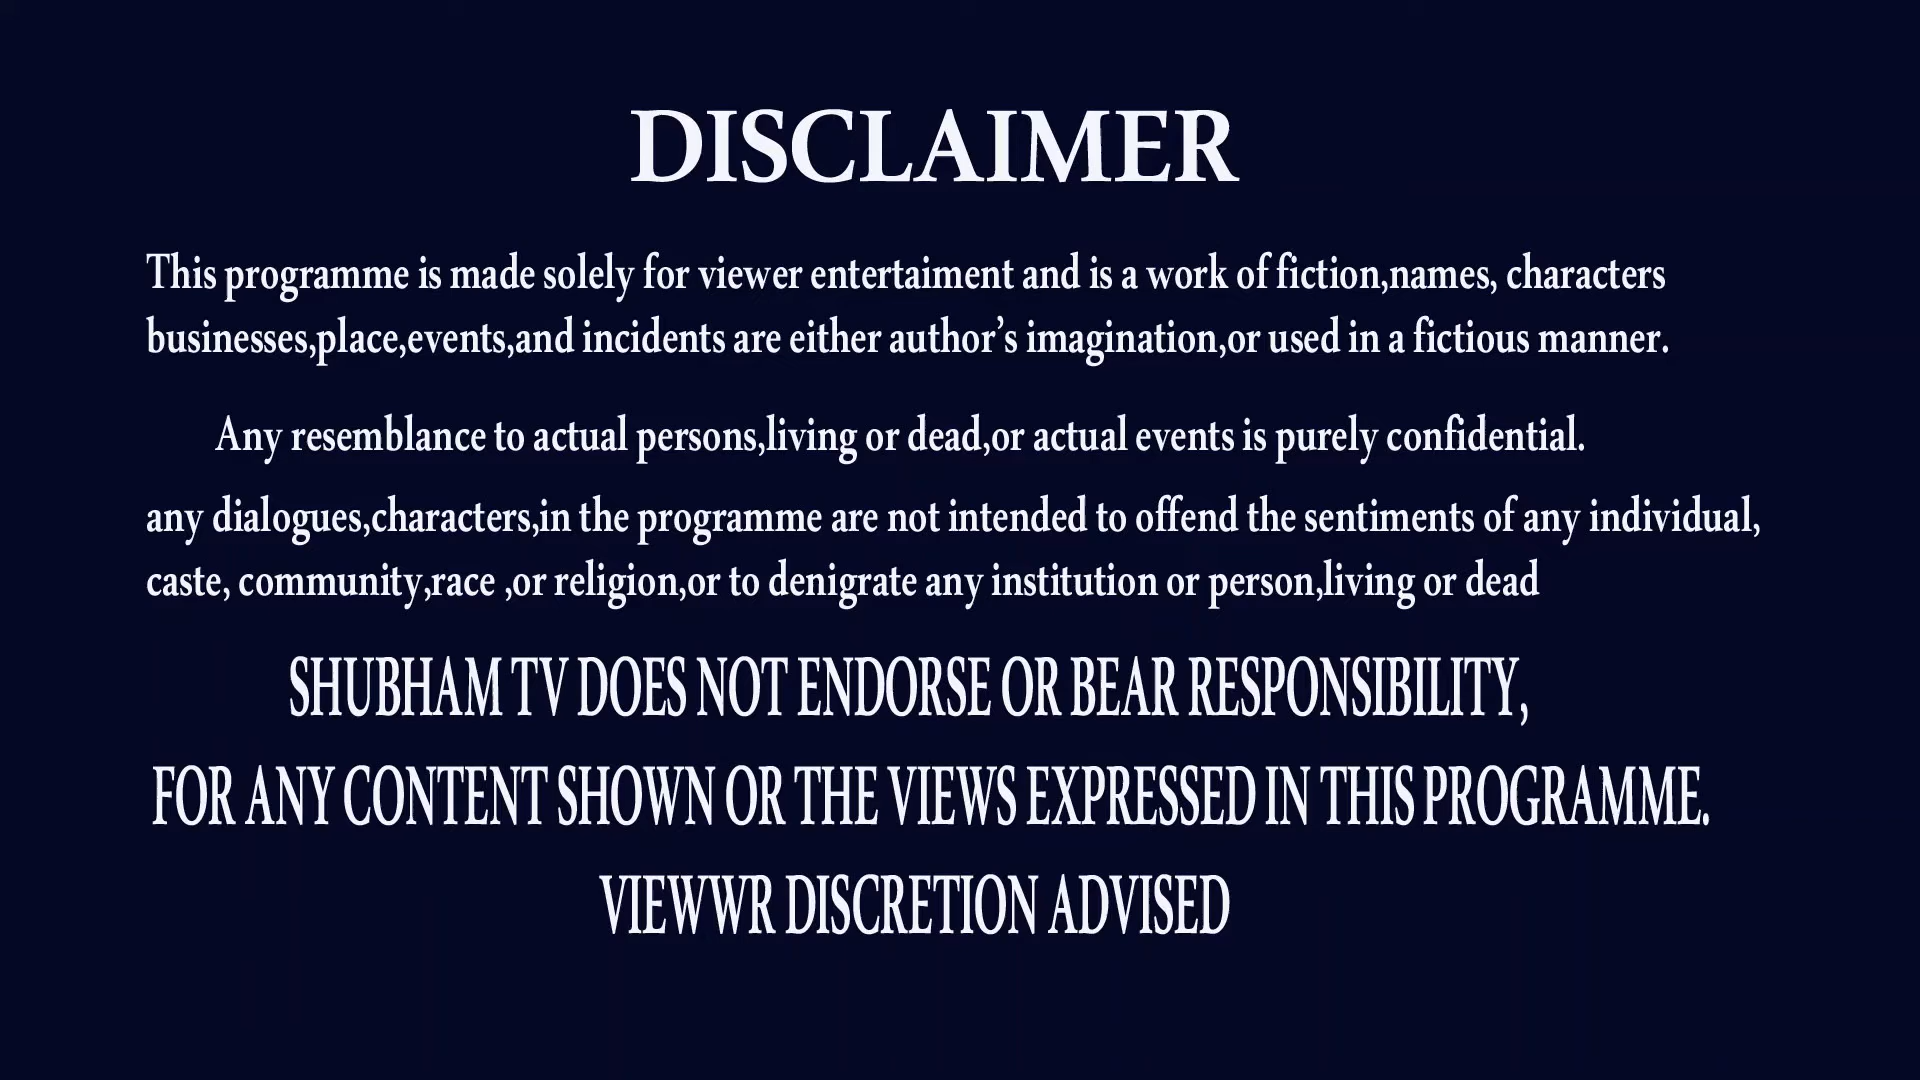 DISCLAIMER
This programme is made solely for viewer entertaiment and is a work of fiction,names, characters
businesses,place,events,and incidents are either author’s imagination,or used in a fictious manner.
Any resemblance to actual persons,living or dead,or actual events is purely confidential.
any dialogues,characters,in the programme are not intended to offend the sentiments of any individual,
caste, community,race ,or religion,or to denigrate any institution or person,living or dead
SHUBHAM TV DOES NOT ENDORSE OR BEAR RESPONSIBILITY,
FOR ANY CONTENT SHOWN OR THE VIEWS EXPRESSED IN THIS PROGRAMME.
VIEWWR DISCRETION ADVISED